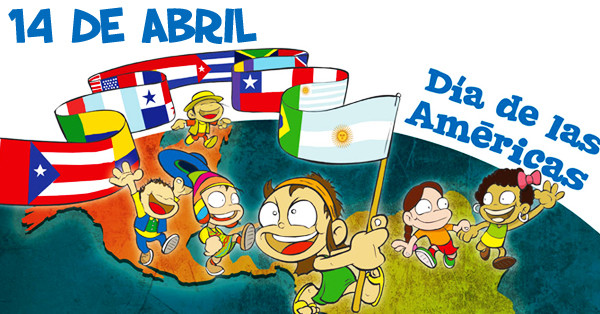 14 DE ABRIL
Día de las
Américas